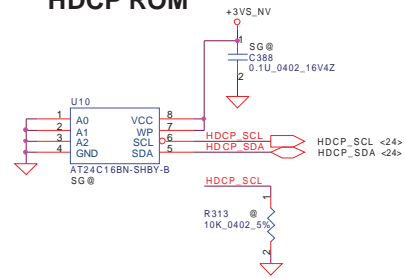 HDCP ROM
+3VS_NV
1
SG@
C388
0.1U_0402_16V4Z
2
U10
1 A0 VCC 8
2 A1 WP 7
3 A2 SCL 6 HDCP_SCL HDCP_SCL <24>
4 GND SDA 5 HDCP_SDA HDCP_SDA <24>
AT24C16BN-SHBY-B
SG@
HDCP_SCL
1
R313 @
10K_0402_5%
2